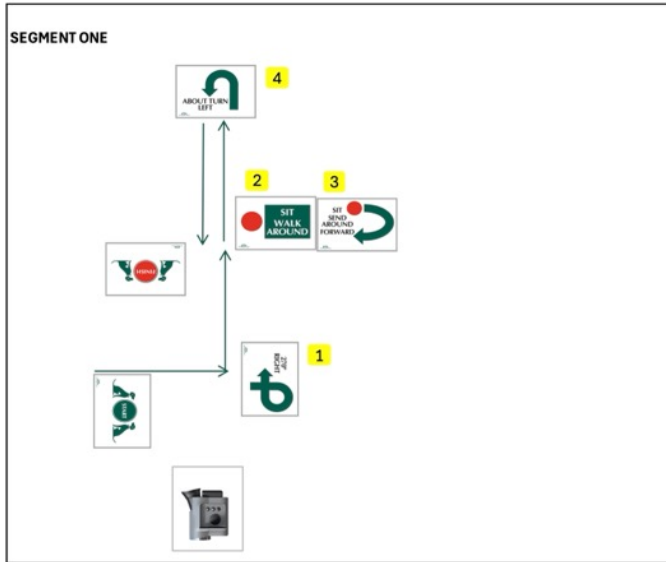 SEGMENT ONE
4
ABOUT TURN
LEFT
2
3
SIT
WALK
AROUND
SIT
SEND
AROUND
FORWARD
FINISH
1
270°
RIGHT
START